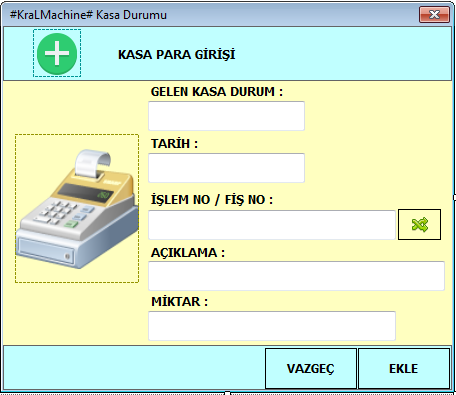 #KraLMachine# Kasa Durumu
KASA PARA GİRİŞİ
GELEN KASA DURUM :
TARİH :
İŞLEM NO / FİŞ NO :
AÇIKLAMA :
MİKTAR :
VAZGEÇ EKLE